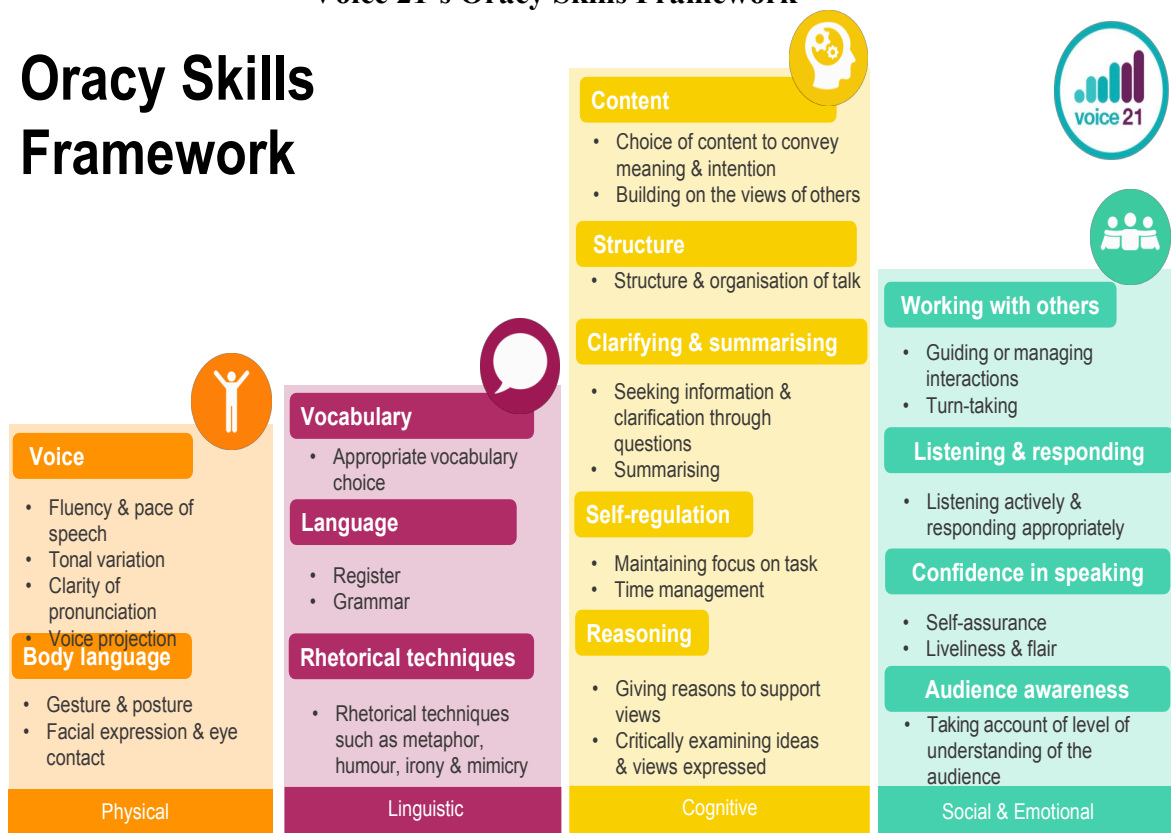 Voice 21's Oracy Skills Framework
Oracy Skills
Framework
voice 21
Voice
• Fluency & pace of
speech
• Tonal variation
• Clarity of
pronunciation
• Voice projection
Body language
• Gesture & posture
• Facial expression & eye
contact
Physical
Vocabulary
• Appropriate vocabulary
choice
Language
• Register
• Grammar
Rhetorical techniques
• Rhetorical techniques
such as metaphor,
humour, irony & mimicry
Linguistic
Content
• Choice of content to convey
meaning & intention
• Building on the views of others
Structure
• Structure & organisation of talk
Clarifying & summarising
• Seeking information &
clarification through
questions
• Summarising
Self-regulation
• Maintaining focus on task
• Time management
Reasoning
• Giving reasons to support
views
• Critically examining ideas
& views expressed
Cognitive
Working with others
• Guiding or managing
interactions
• Turn-taking
Listening & responding
• Listening actively &
responding appropriately
Confidence in speaking
• Self-assurance
• Liveliness & flair
Audience awareness
• Taking account of level of
understanding of the
audience
Social & Emotional